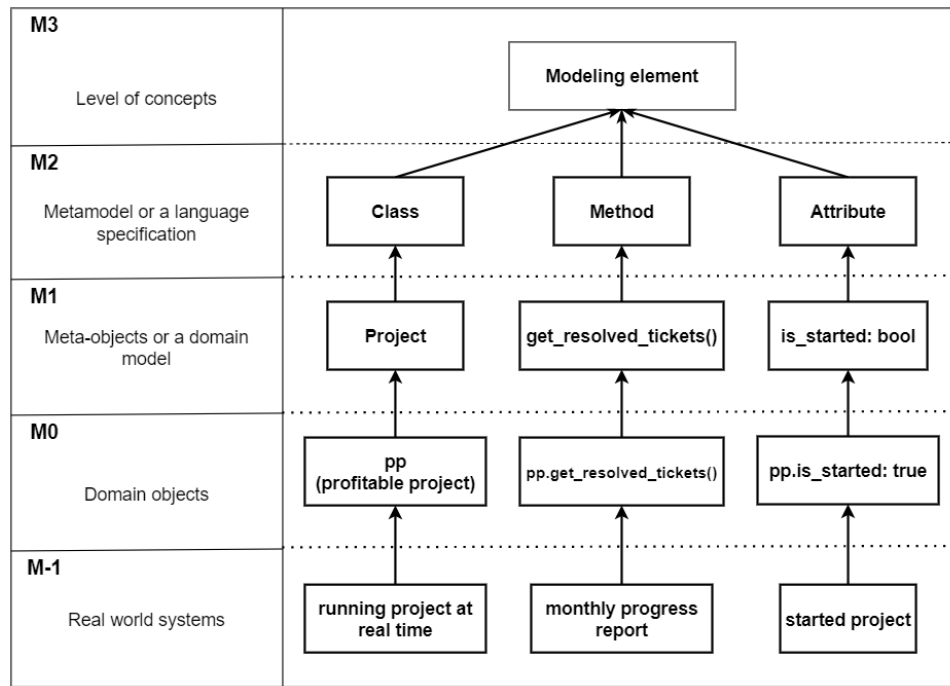 M3
Level of concepts
Modeling element
M2
Metamodel or a language
specification
Class
Method
Attribute
M1
Meta-objects or a domain
model
Project
get_resolved_tickets()
is_started: bool
M0
Domain objects
pp
(profitable project)
pp.get_resolved_tickets()
pp.is_started: true
M-1
Real world systems
running project at
real time
monthly progress
report
started project